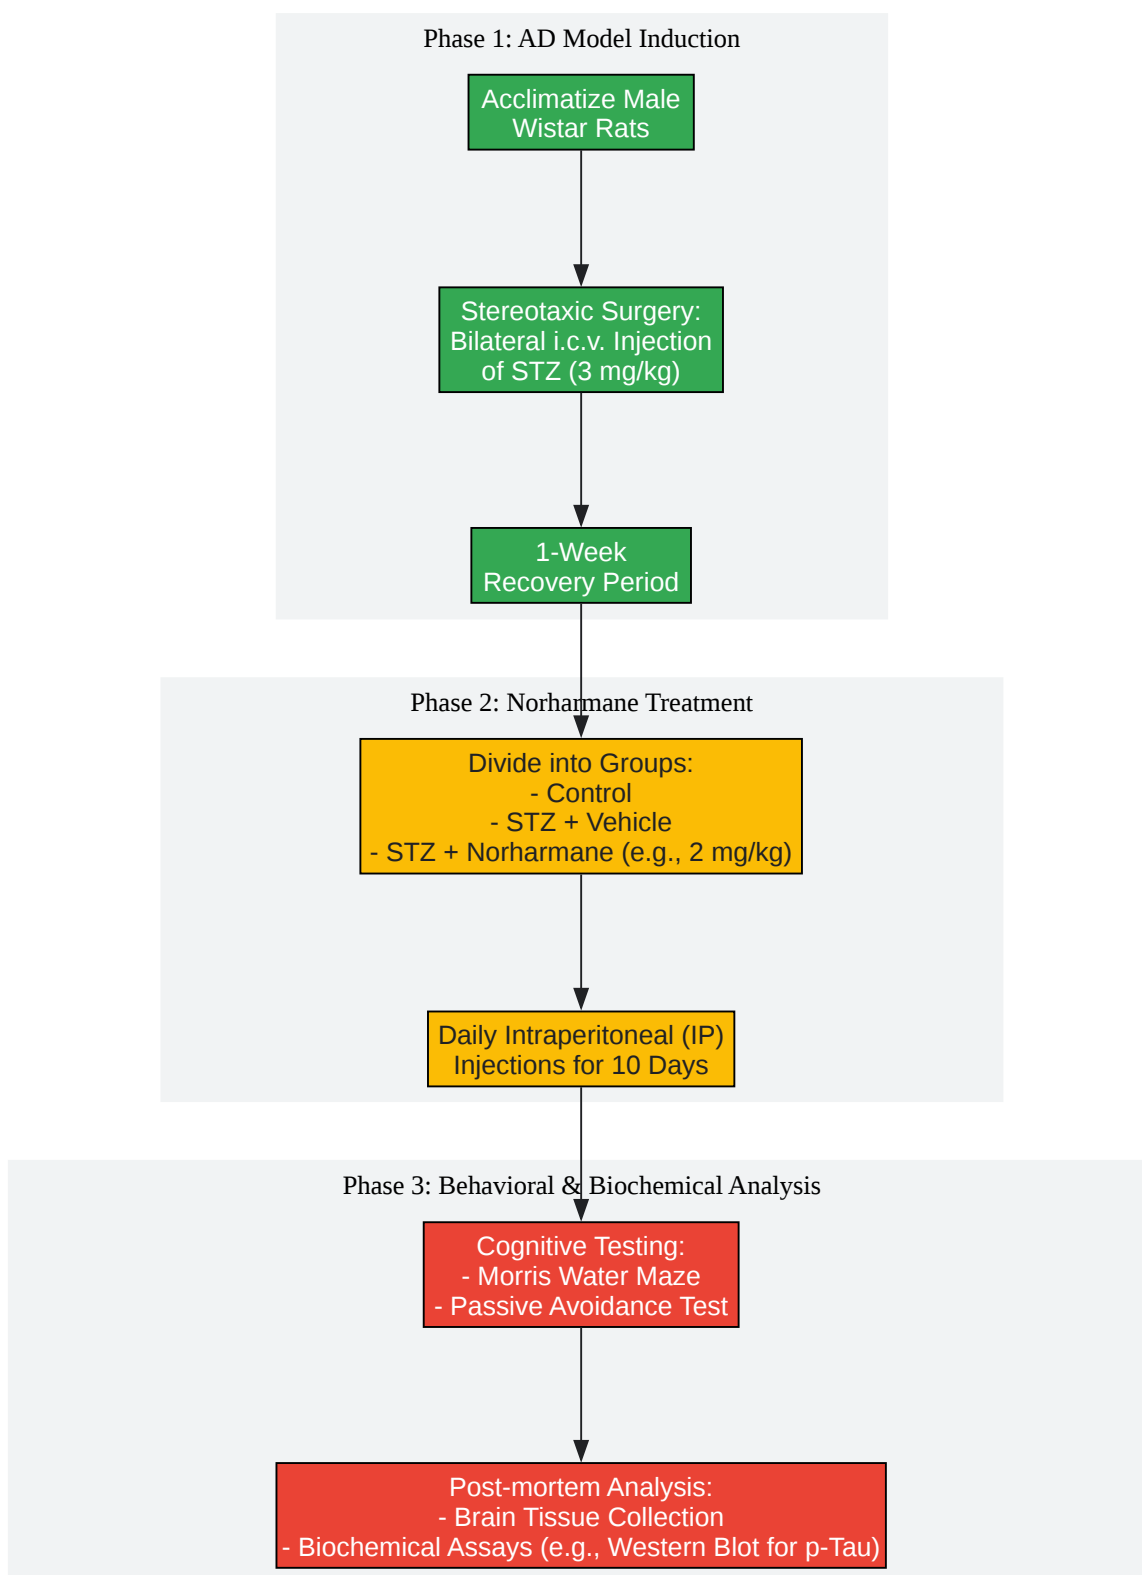 Phase 1: AD Model Induction
Acclimatize Male
Wistar Rats
Stereotaxic Surgery:
Bilateral i.c.v. Injection
of STZ (3 mg/kg)
1-Week
Recovery Period
Phase 2: Norharmane Treatment
Divide into Groups:
- Control
- STZ + Vehicle
- STZ + Norharmane (e.g., 2 mg/kg)
Daily Intraperitoneal (IP)
Injections for 10 Days
Phase 3: Behavioral & Biochemical Analysis
Cognitive Testing:
- Morris Water Maze
- Passive Avoidance Test
Post-mortem Analysis:
- Brain Tissue Collection
- Biochemical Assays (e.g., Western Blot for p-Tau)